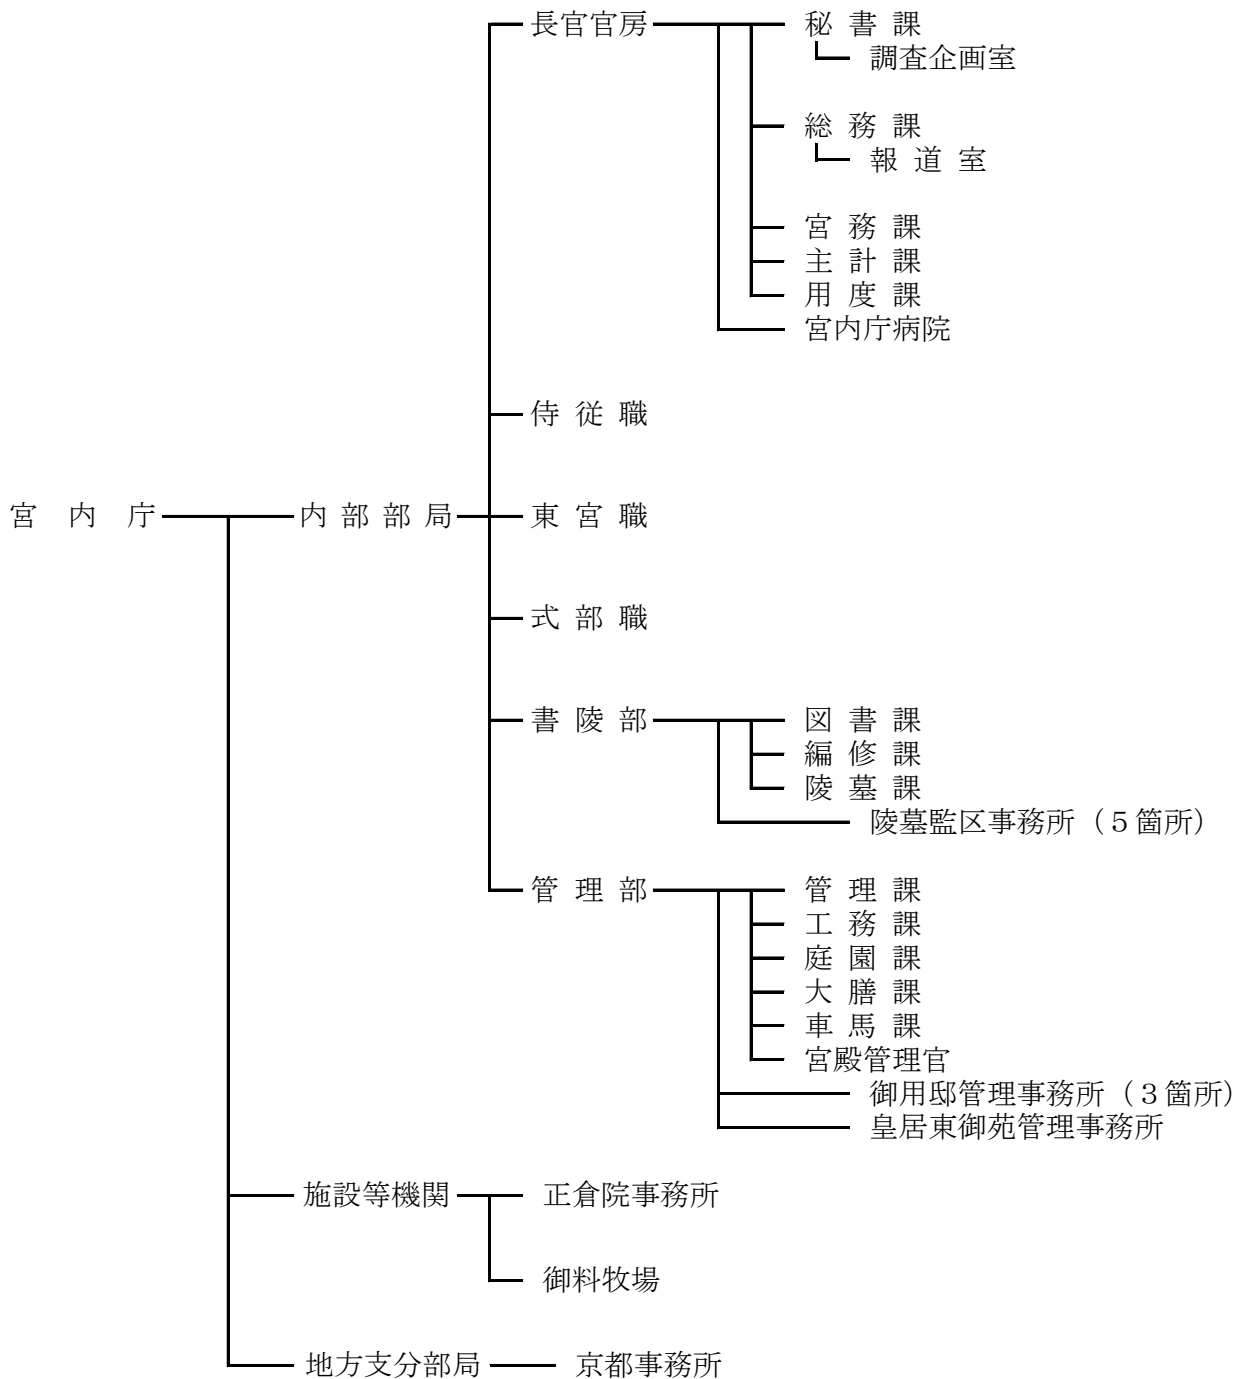 長官官房
秘書課
調査企画室
総務課
報道室
宮務課
主計課
用度課
宮内庁病院
侍従職
宮内庁
内部部局
東宮職
式部職
書陵部
図書課
編修課
陵墓課
陵墓監区事務所（５箇所）
管理部
管理課
工務課
庭園課
大膳課
車馬課
宮殿管理官
御用邸管理事務所（３箇所）
皇居東御苑管理事務所
施設等機関
正倉院事務所
御料牧場
地方支分部局
京都事務所